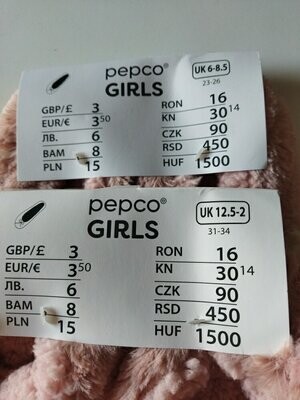 pepco®
GIRLS
UK 6-8.5
23-26
GBP/£ 3
EUR/€ 3 50
ЛВ. 6
BAM 8
PLN 15
RON 16
KN 30 14
CZK 90
RSD 450
HUF 1500
pepco®
GIRLS
UK 12.5-2
31-34
GBP/£ 3
EUR/€ 3 50
ЛВ. 6
BAM 8
PLN 15
RON 16
KN 30 14
CZK 90
RSD 450
HUF 1500